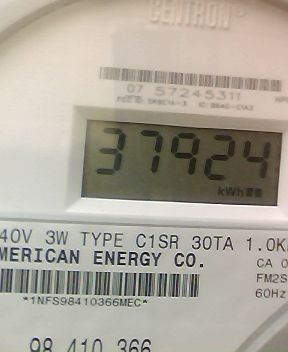 CENTRON®
07 57245311
37924
kWh
40V 3W TYPE C1SR 30TA 1.0K
MERICAN ENERGY CO.
CA 0
FM2S
*1NFS98410366MEC*
60Hz
98 410 366